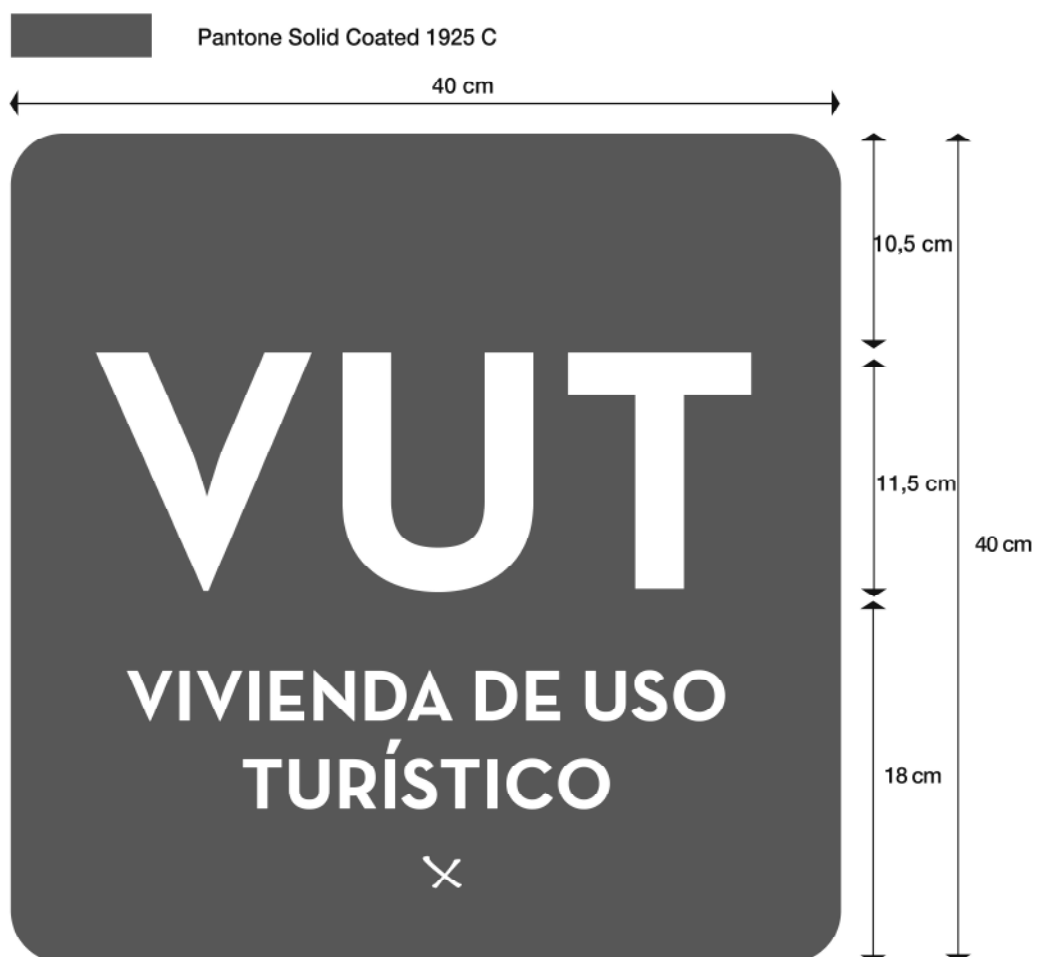 Pantone Solid Coated 1925 C
40 cm
10,5 cm
VUT
11,5 cm
40 cm
VIVIENDA DE USO
TURÍSTICO
18 cm